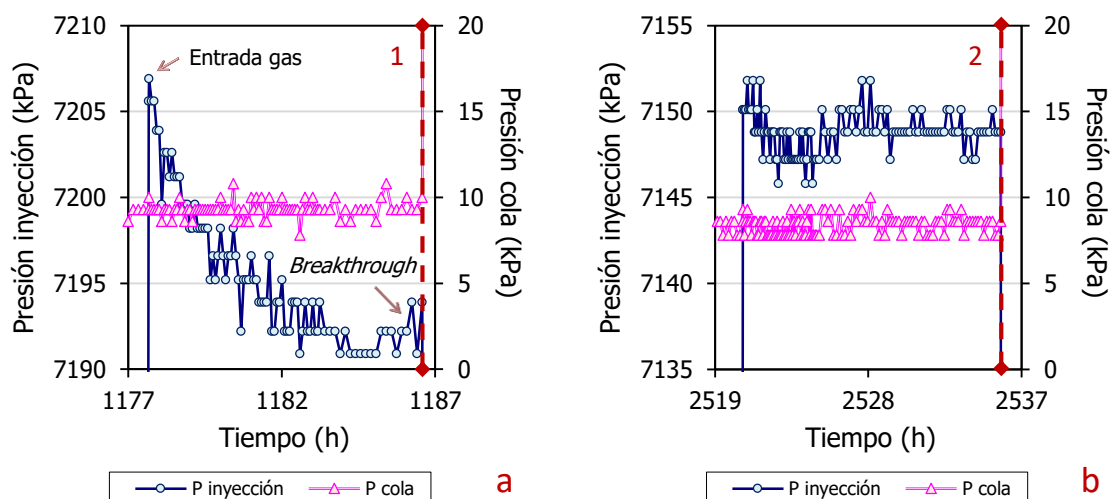 Presión inyección (kPa)
7210
7205
7200
7195
7190
Entrada gas
1
Breakthrough
20
15
10
5
0
Presión cola (kPa)
1177
1182
1187
Tiempo (h)
P inyección
P cola
a
Presión inyección (kPa)
7155
7150
7145
7140
7135
2
20
15
10
5
0
Presión cola (kPa)
2519
2528
2537
Tiempo (h)
P inyección
P cola
b